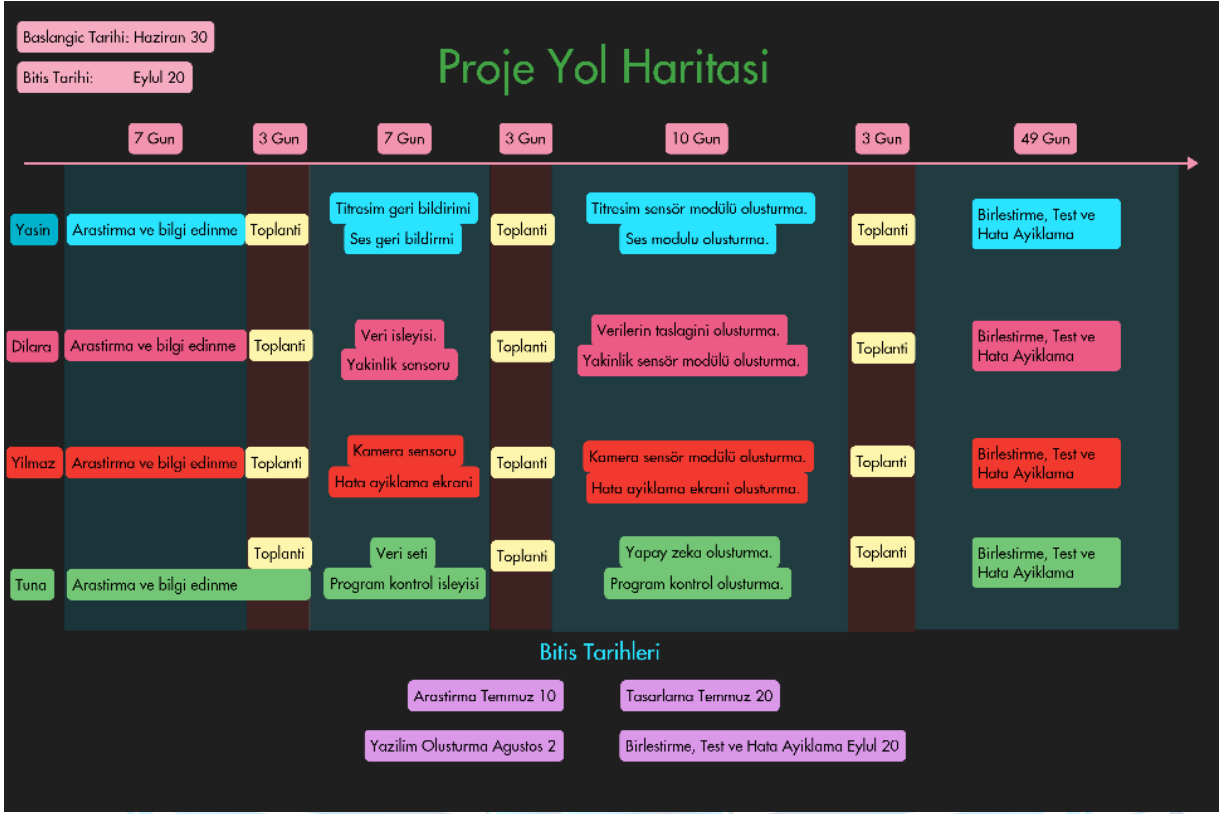 Baslangic Tarihi: Haziran 30
Bitis Tarihi: Eylul 20
Proje Yol Haritasi
7 Gun
3 Gun
7 Gun
3 Gun
10 Gun
3 Gun
49 Gun
Yasin
Arastirma ve bilgi edinme
Toplanti
Titresim geri bildirimi
Ses geri bildirmi
Toplanti
Titresim sensör modülü olusturma.
Ses modulu olusturma.
Toplanti
Birlestirme, Test ve
Hata Ayiklama
Dilara
Arastirma ve bilgi edinme
Toplanti
Veri isleyisi.
Yakinlik sensoru
Toplanti
Verilerin taslagini olusturma.
Yakinlik sensör modülü olusturma.
Toplanti
Birlestirme, Test ve
Hata Ayiklama
Yilmaz
Arastirma ve bilgi edinme
Toplanti
Kamera sensoru
Hata ayiklama ekrani
Toplanti
Kamera sensör modülü olusturma.
Hata ayiklama ekrani olusturma.
Toplanti
Birlestirme, Test ve
Hata Ayiklama
Tuna
Arastirma ve bilgi edinme
Toplanti
Veri seti
Program kontrol isleyisi
Toplanti
Yapay zeka olusturma.
Program kontrol olusturma.
Toplanti
Birlestirme, Test ve
Hata Ayiklama
Bitis Tarihleri
Arastirma Temmuz 10
Tasarlama Temmuz 20
Yazilim Olusturma Agustos 2
Birlestirme, Test ve Hata Ayiklama Eylul 20